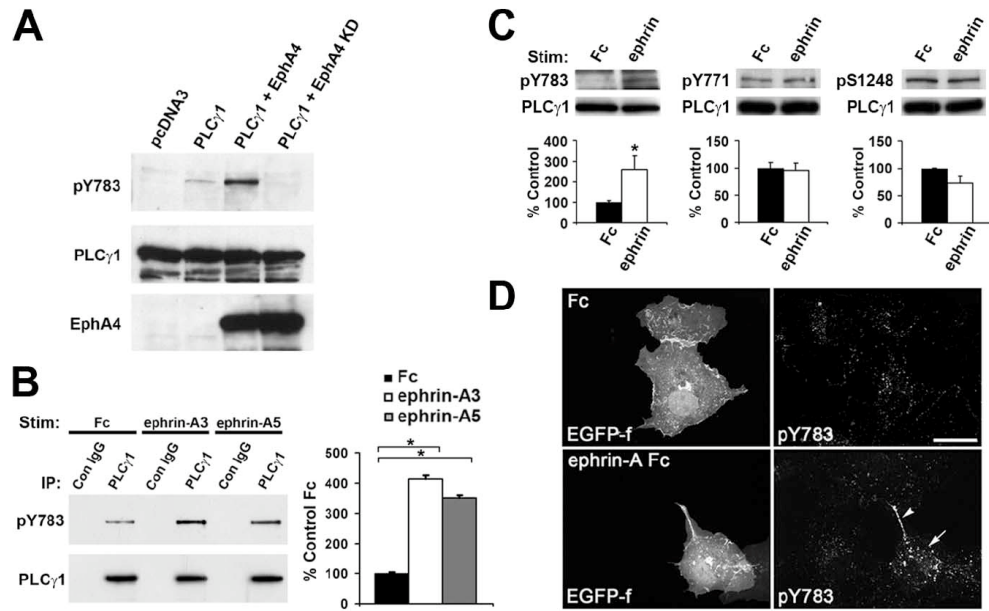 A
pcDNA3
PLCγ1
PLCγ1 + EphA4
PLCγ1 + EphA4 KD
pY783
PLCγ1
EphA4
B
Stim:
Fc ephrin-A3 ephrin-A5
IP:
Con IgG
PLCγ1
Con IgG
PLCγ1
Con IgG
PLCγ1
pY783
PLCγ1
Fc
ephrin-A3
ephrin-A5
* 
*
% Control Fc
500
400
300
200
100
0
C
Stim: Fc ephrin Fc ephrin Fc ephrin
pY783 pY771 pS1248
PLCγ1 PLCγ1 PLCγ1
% Control
400
300
200
100
0
*
Fc ephrin
% Control
150
100
50
0
Fc ephrin
% Control
150
100
50
0
Fc ephrin
D
Fc
EGFP-f pY783
ephrin-A Fc
EGFP-f pY783